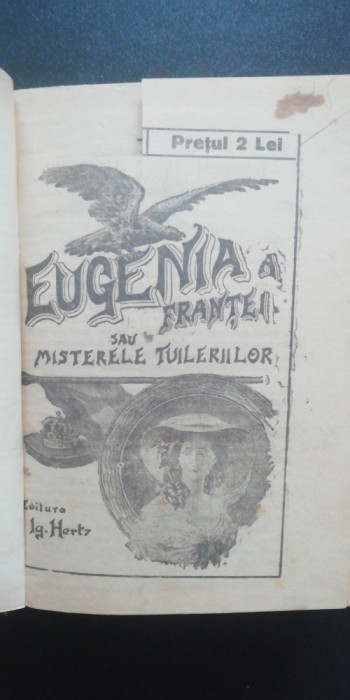 Prețul 2 Lei
EUGENIA A
FRANȚEI
SAU
MISTERELE TUILERIILOR
Editura
Ig. Hertz